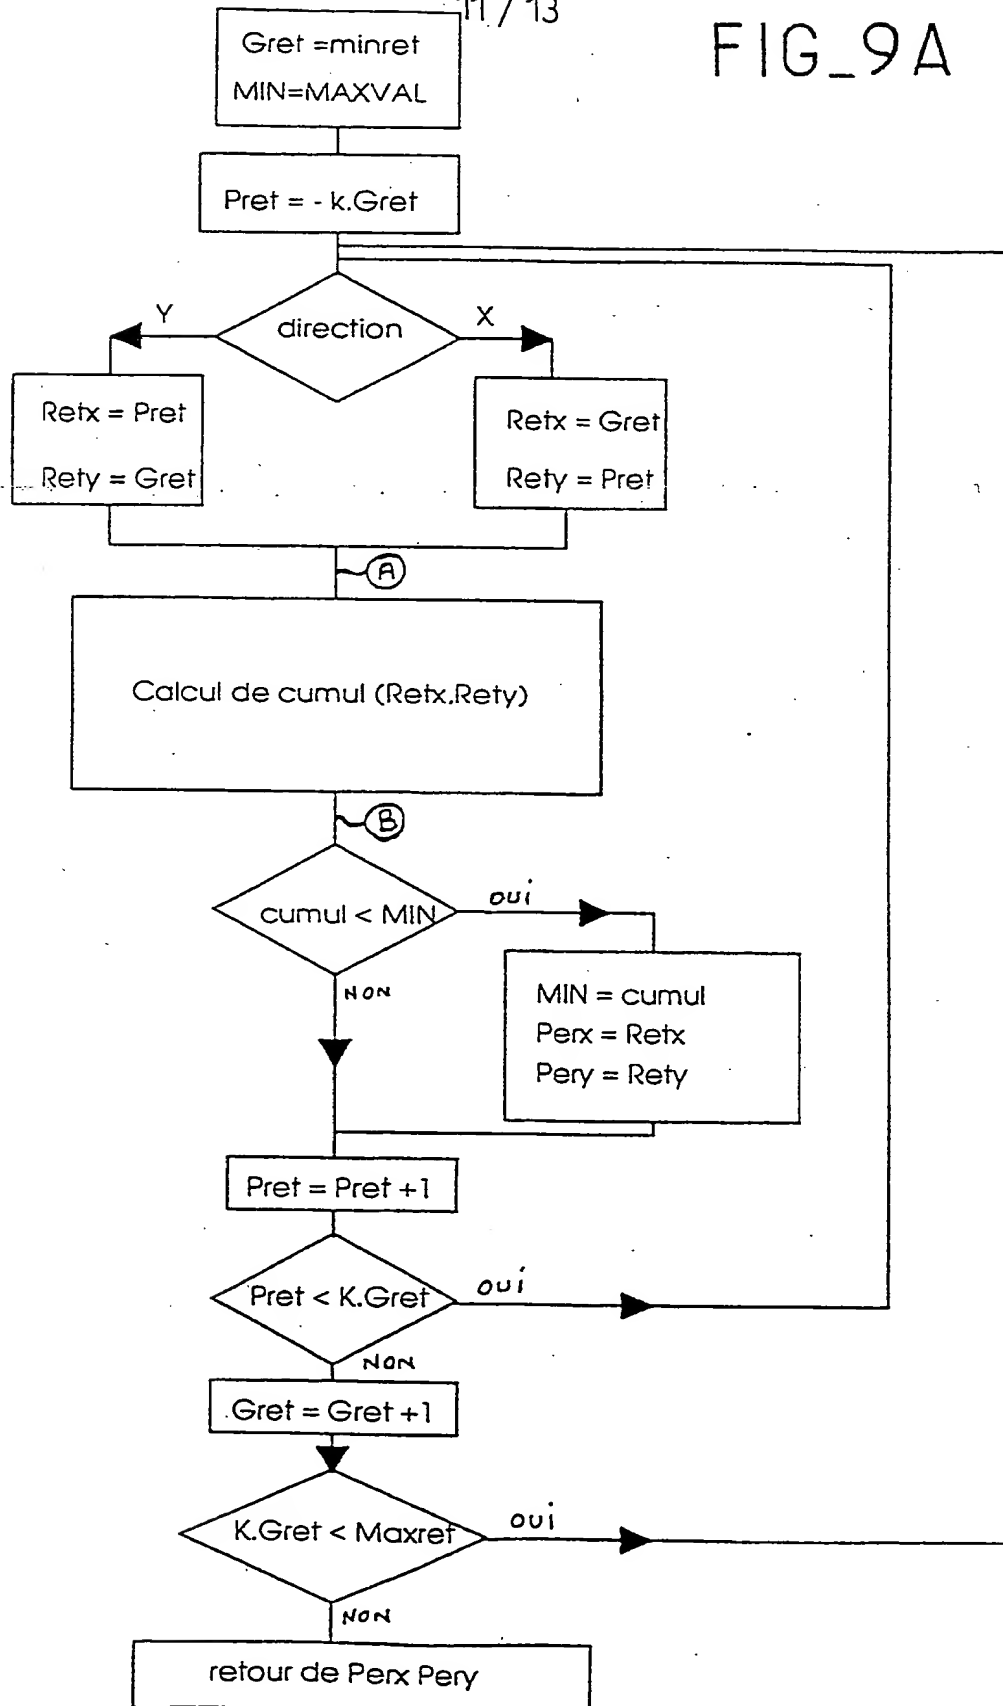 11/13
FIG_9A
Gret =minret
MIN=MAXVAL
Pret = - k.Gret
direction
Y
X
Retx = Pret
Rety = Gret
Retx = Gret
Rety = Pret
A
Calcul de cumul (Retx.Rety)
B
cumul < MIN
oui
NON
MIN = cumul
Perx = Retx
Pery = Rety
Pret = Pret +1
Pret < K.Gret
oui
NON
Gret = Gret +1
K.Gret < Maxret
oui
NON
retour de Perx Pery